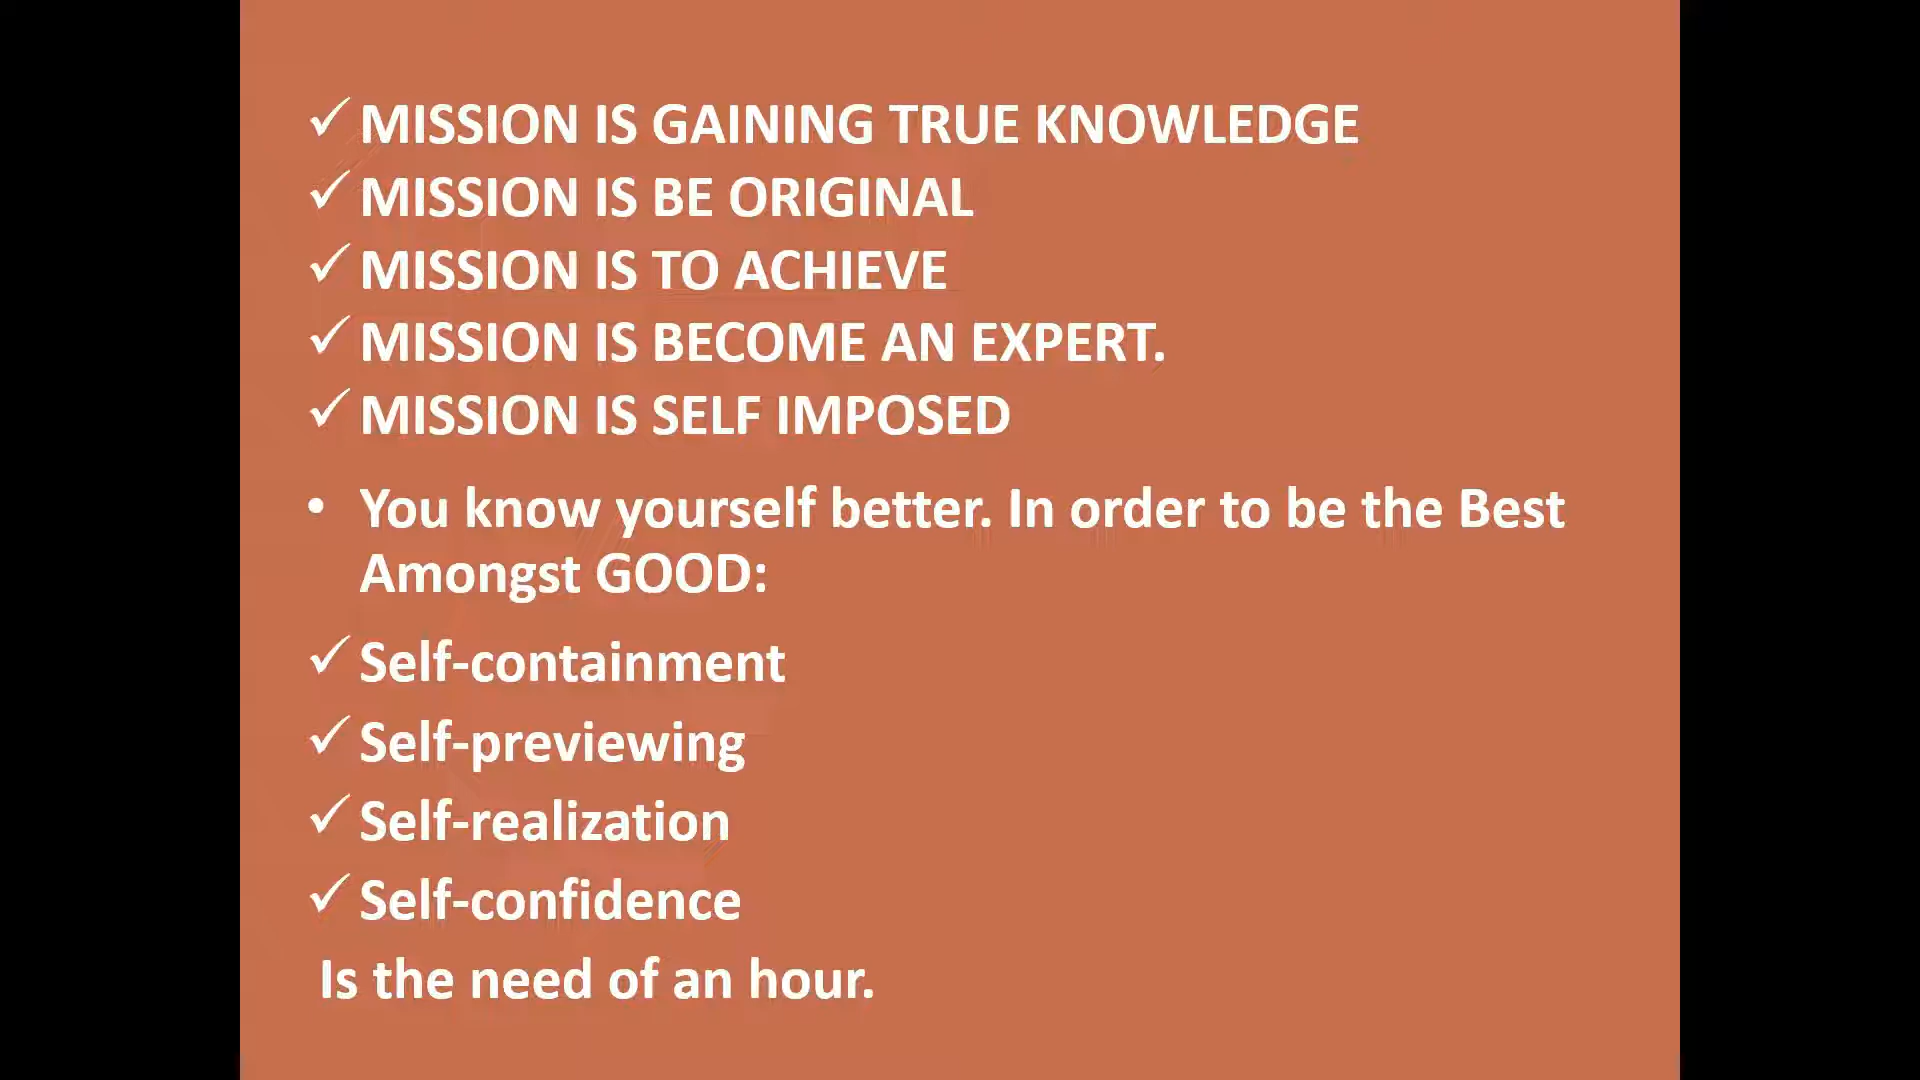 ✓ MISSION IS GAINING TRUE KNOWLEDGE
✓ MISSION IS BE ORIGINAL
✓ MISSION IS TO ACHIEVE
✓ MISSION IS BECOME AN EXPERT.
✓ MISSION IS SELF IMPOSED
• You know yourself better. In order to be the Best
Amongst GOOD:
✓ Self-containment
✓ Self-previewing
✓ Self-realization
✓ Self-confidence
Is the need of an hour.